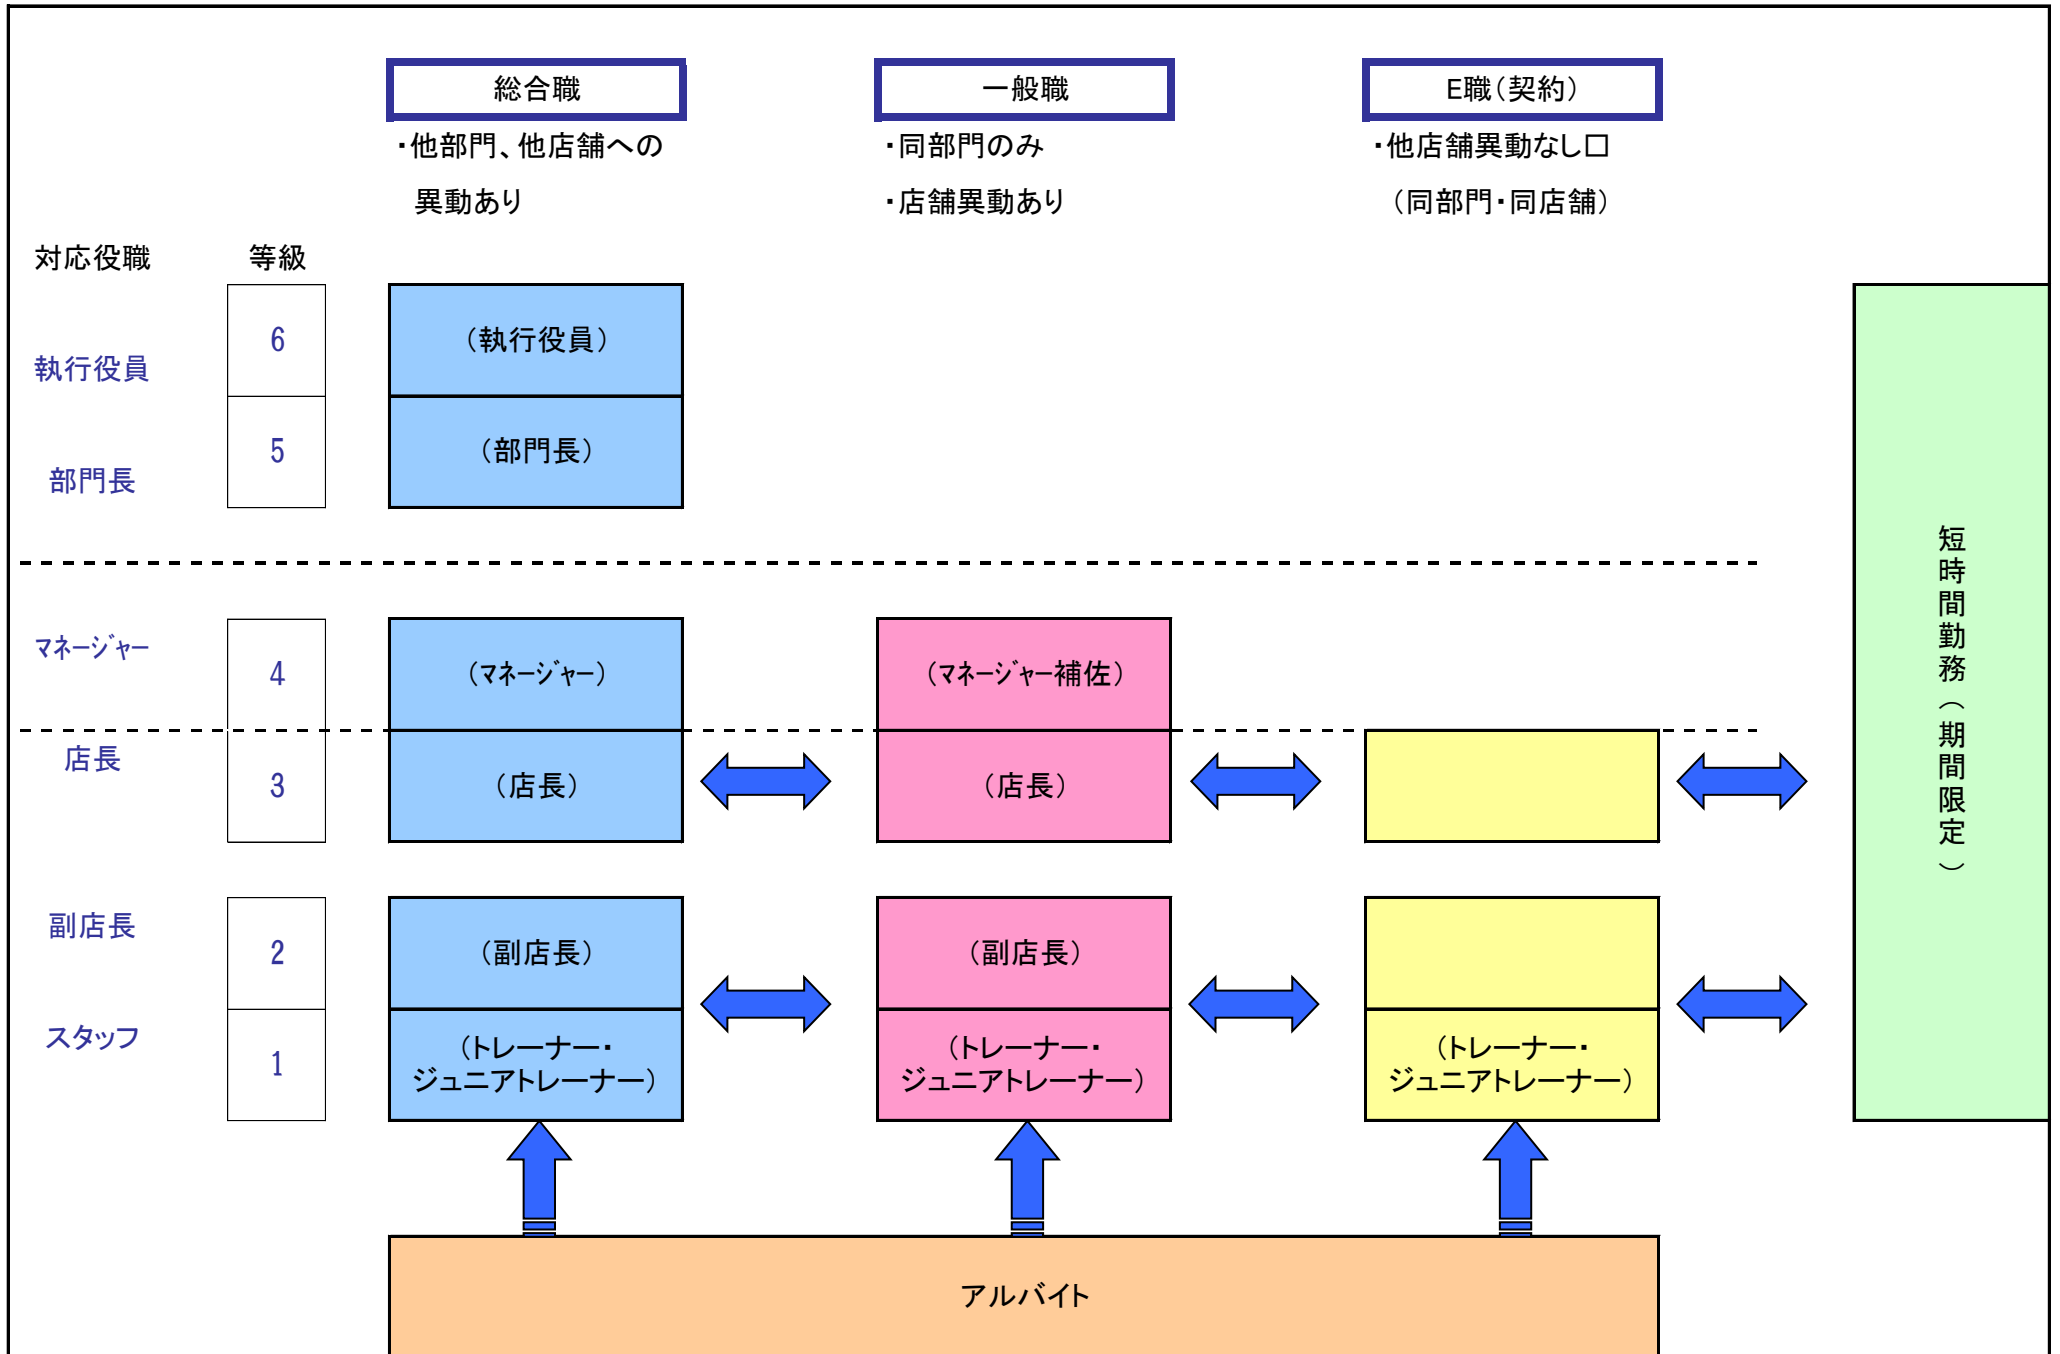 総合職
一般職
E職（契約）
・他部門、他店舗への
異動あり
・同部門のみ
・店舗異動あり
・他店舗異動なし□
（同部門・同店舗）
対応役職
等級
執行役員
6
（執行役員）
部門長
5
（部門長）
マネージャー
4
（マネージャー）
（マネージャー補佐）
店長
3
（店長）
（店長）
副店長
2
（副店長）
（副店長）
スタッフ
1
（トレーナー・
ジュニアトレーナー）
（トレーナー・
ジュニアトレーナー）
（トレーナー・
ジュニアトレーナー）
短時間勤務（期間限定）
アルバイト